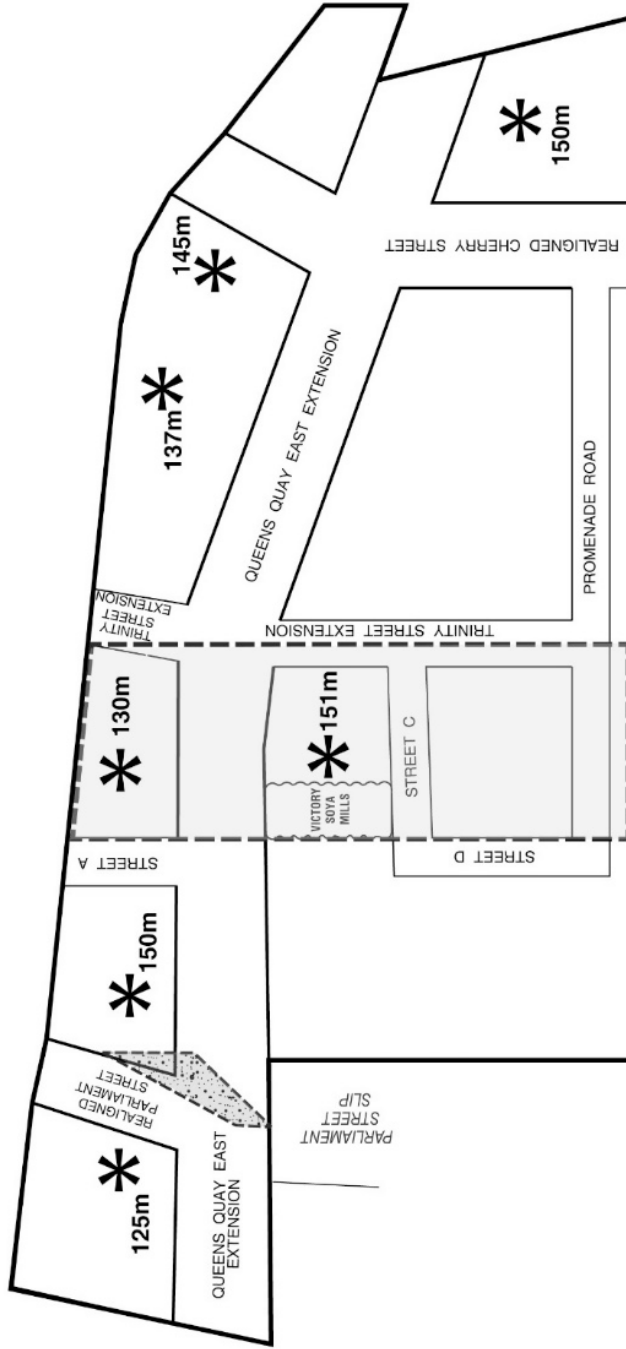 125m
REALIGNED
PARLIAMENT
STREET
QUEENS QUAY EAST
EXTENSION
PARLIAMENT
STREET
SLIP
150m
STREET A
130m
VICTORY
SOYA
MILLS
151m
STREET C
STREET D
TRINITY
STREET
EXTENSION
TRINITY STREET EXTENSION
137m
145m
QUEENS QUAY EAST EXTENSION
PROMENADE ROAD
REALIGNED CHERRY STREET
150m